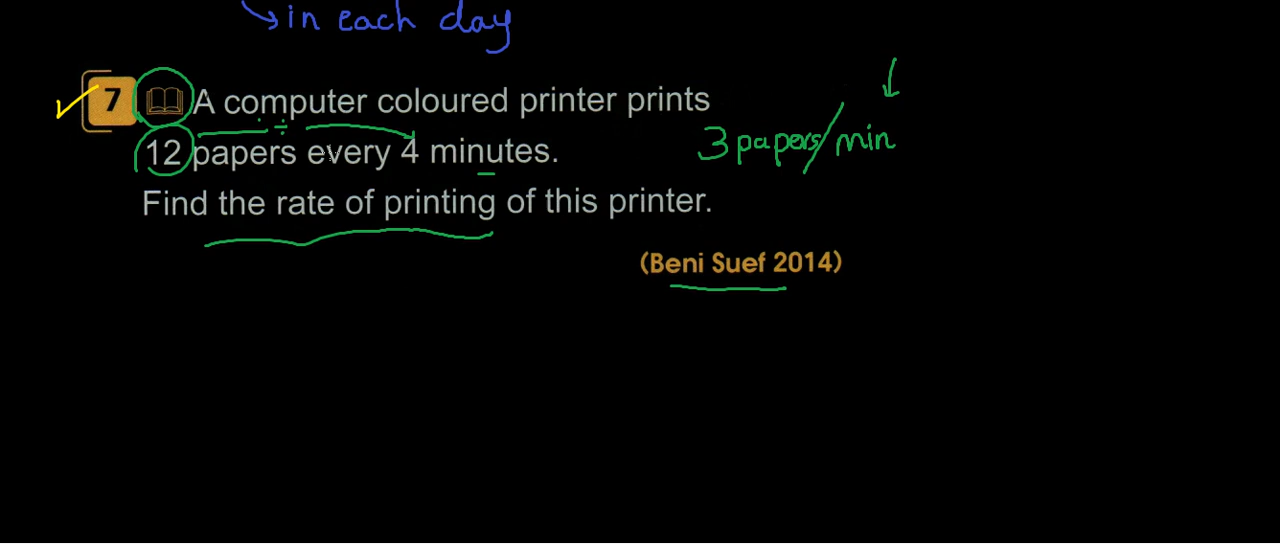 in each day
7 A computer coloured printer prints
12 papers every 4 minutes.
3 papers/min
Find the rate of printing of this printer.
(Beni Suef 2014)